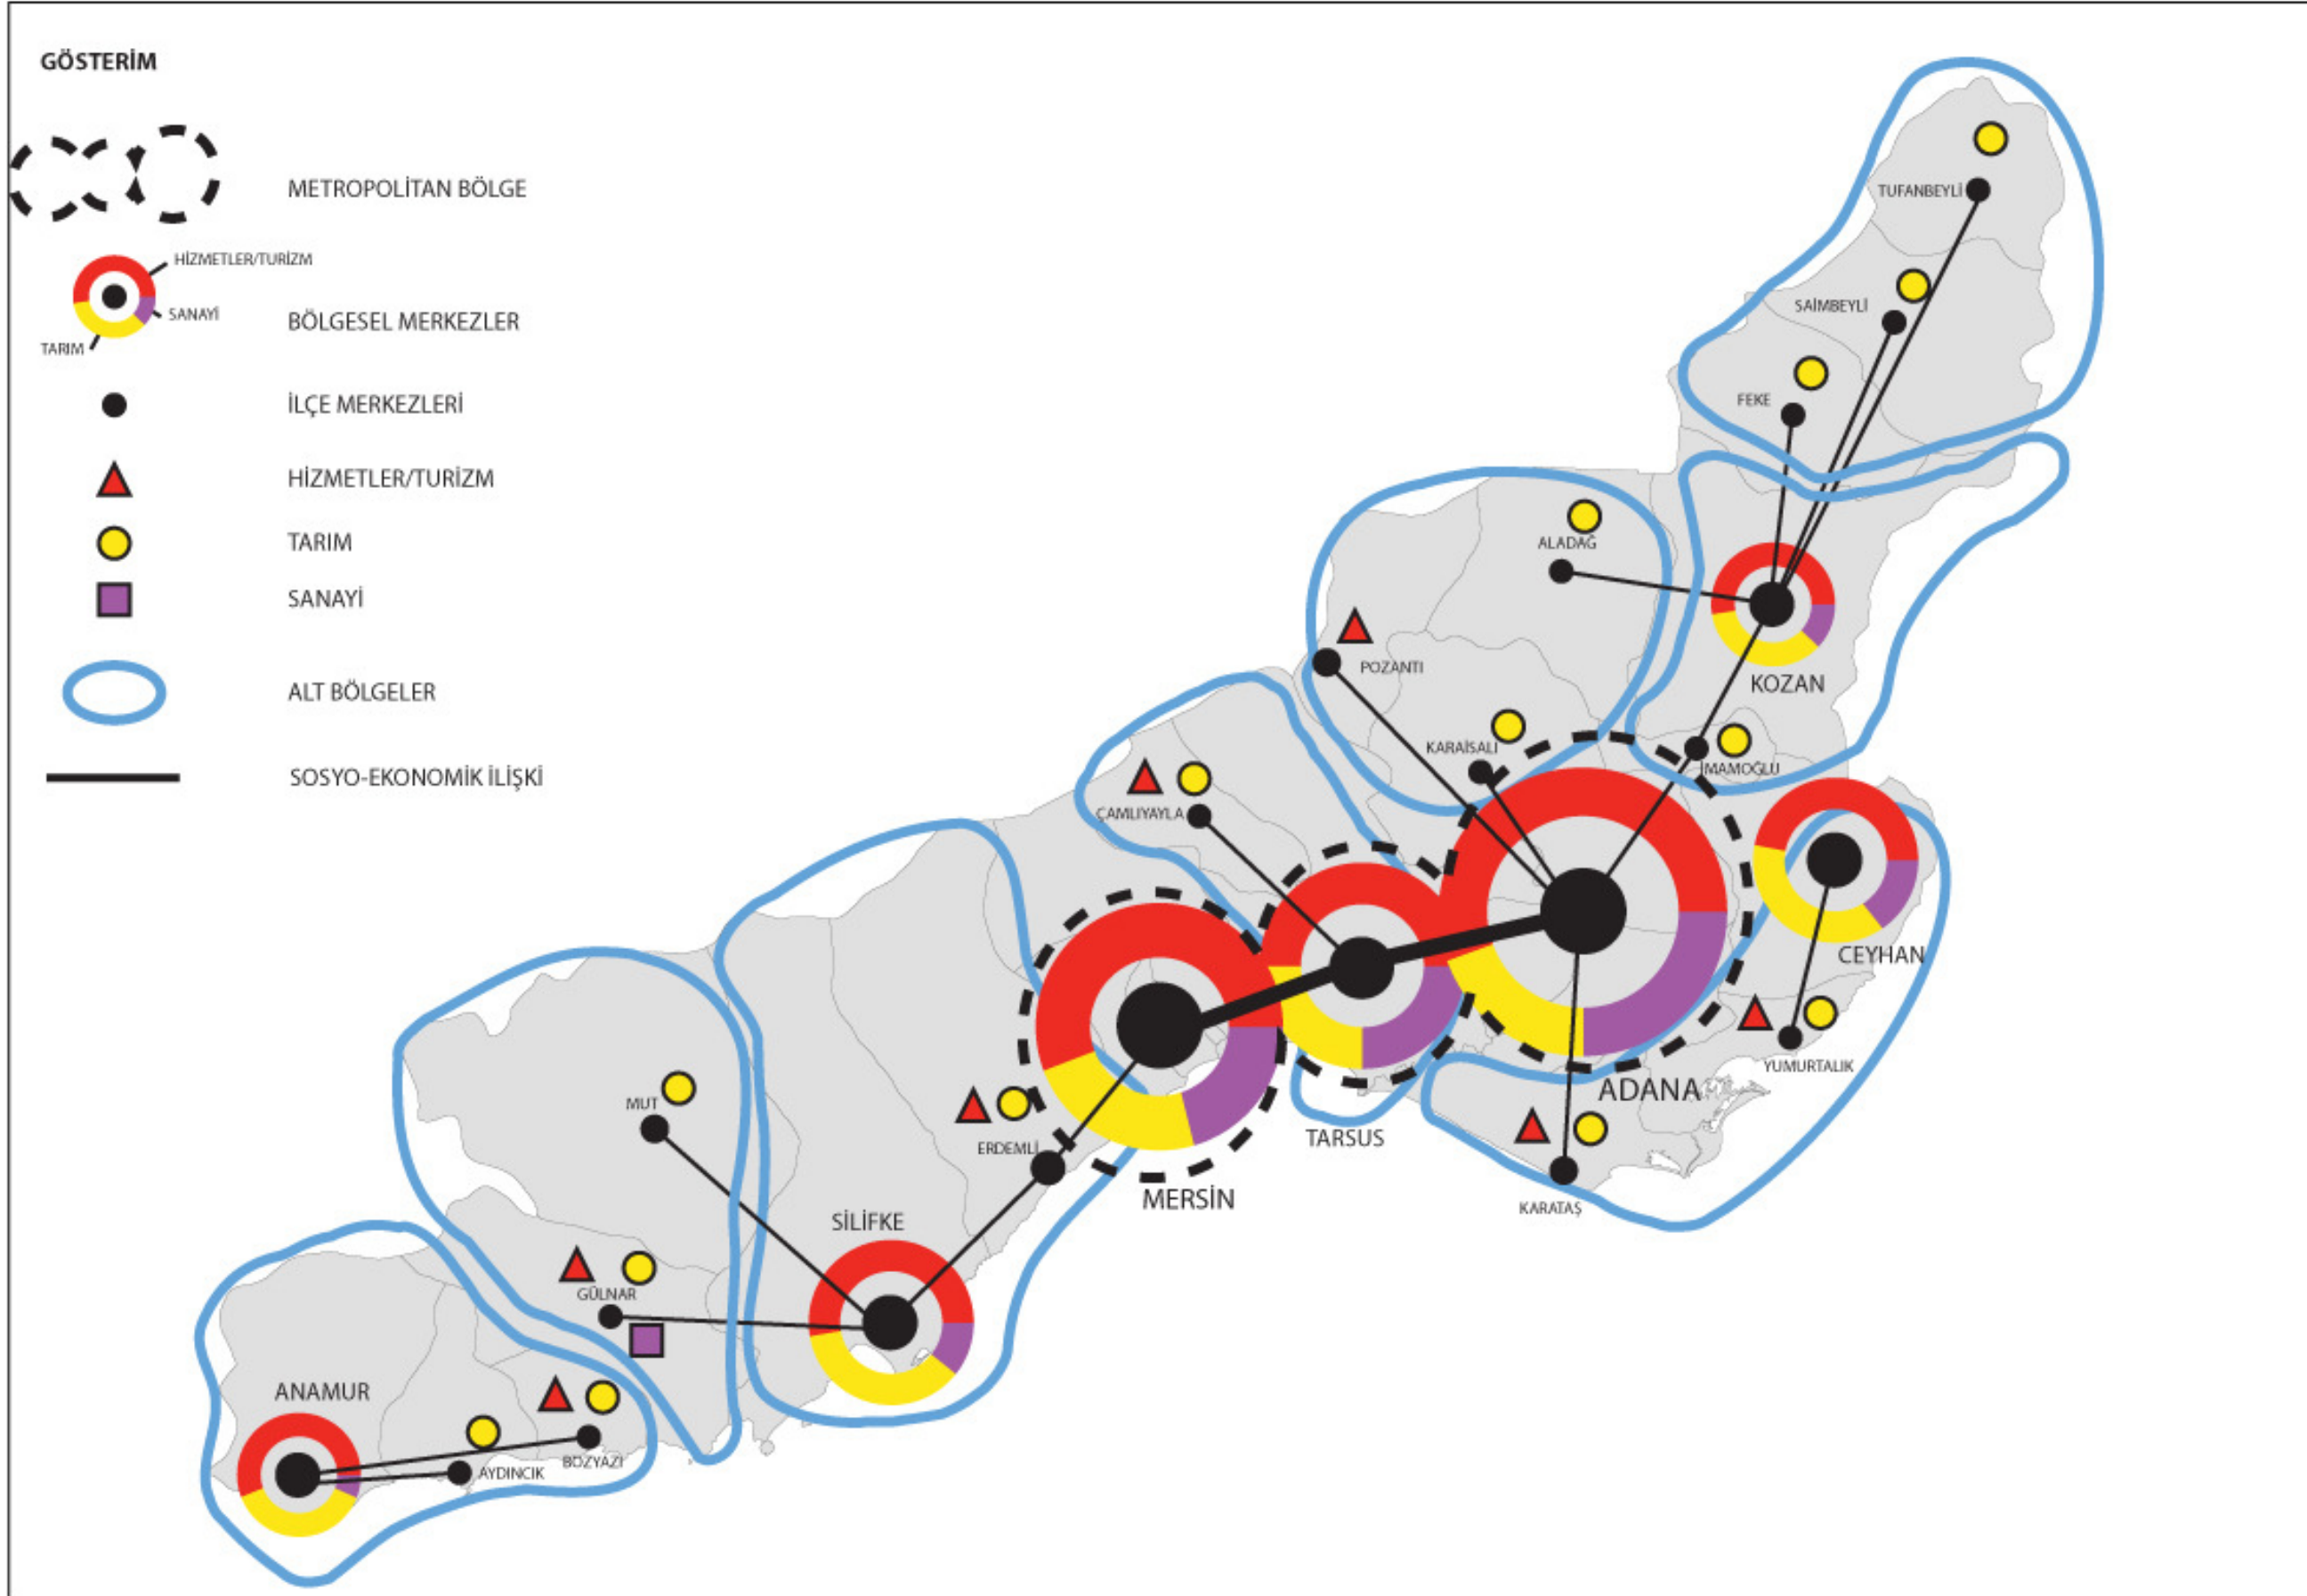 GÖSTERİM
METROPOLİTAN BÖLGE
HİZMETLER/TURİZM
SANAYİ
TARIM
BÖLGESEL MERKEZLER
İLÇE MERKEZLERİ
HİZMETLER/TURİZM
TARIM
SANAYİ
ALT BÖLGELER
SOSYO-EKONOMİK İLİŞKİ
TUFANBEYLİ
SAİMBEYLİ
FEKE
ALADAĞ
POZANTI
KOZAN
KARAİSALI
İMAMOĞLU
ÇAMLIYAYLA
CEYHAN
YUMURTALIK
ADANA
TARSUS
KARATAŞ
MERSİN
ERDEMLİ
MUT
SİLİFKE
GÜLNAR
ANAMUR
BOZYAZI
AYDINCIK